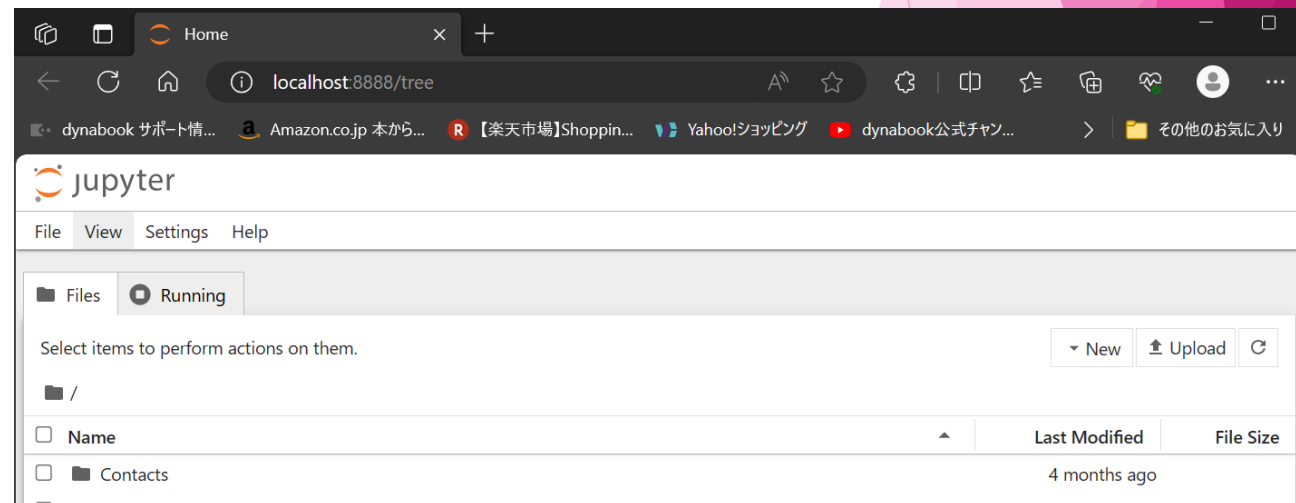 Home
localhost:8888/tree
dynabook サポート情... Amazon.co.jp 本から... 【楽天市場】Shoppin... Yahoo!ショッピング dynabook公式チャン... その他のお気に入り
jupyter
File View Settings Help
Files Running
Select items to perform actions on them. New Upload
/
Name Last Modified File Size
Contacts 4 months ago